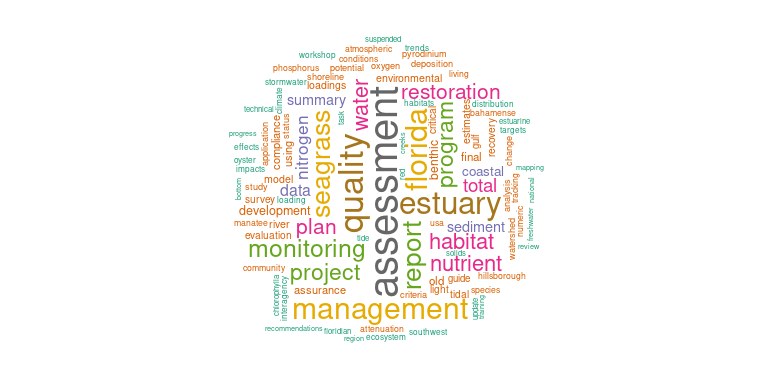 suspended
atmospheric
trends
workshop
pyrodinium
conditions
phosphorus
potential
oxygen
deposition
shoreline
living
stormwater
loadings
environmental
climate
summary
water
assessment
restoration
habitats
distribution
technical
task
florida
critical
program
estimates
bahamense
estuarine
targets
progress
application
compliance
using
status
nitrogen
seagrass
quality
creeks
benthic
gulf
recovery
change
effects
oyster
final
impacts
model
red
coastal
mapping
bottom
study
data
total
analysis
tracking
national
survey
loading
estuary
development
manatee
river
plan
report
usa
sediment
watershed
numeric
freshwater
evaluation
tide
habitat
review
monitoring
solids
community
project
nutrient
chlorophyll
interagency
assurance
old
guide
hillsborough
criteria
light
tidal
species
management
update
training
recommendations
floridian
attenuation
southwest
region
ecosystem